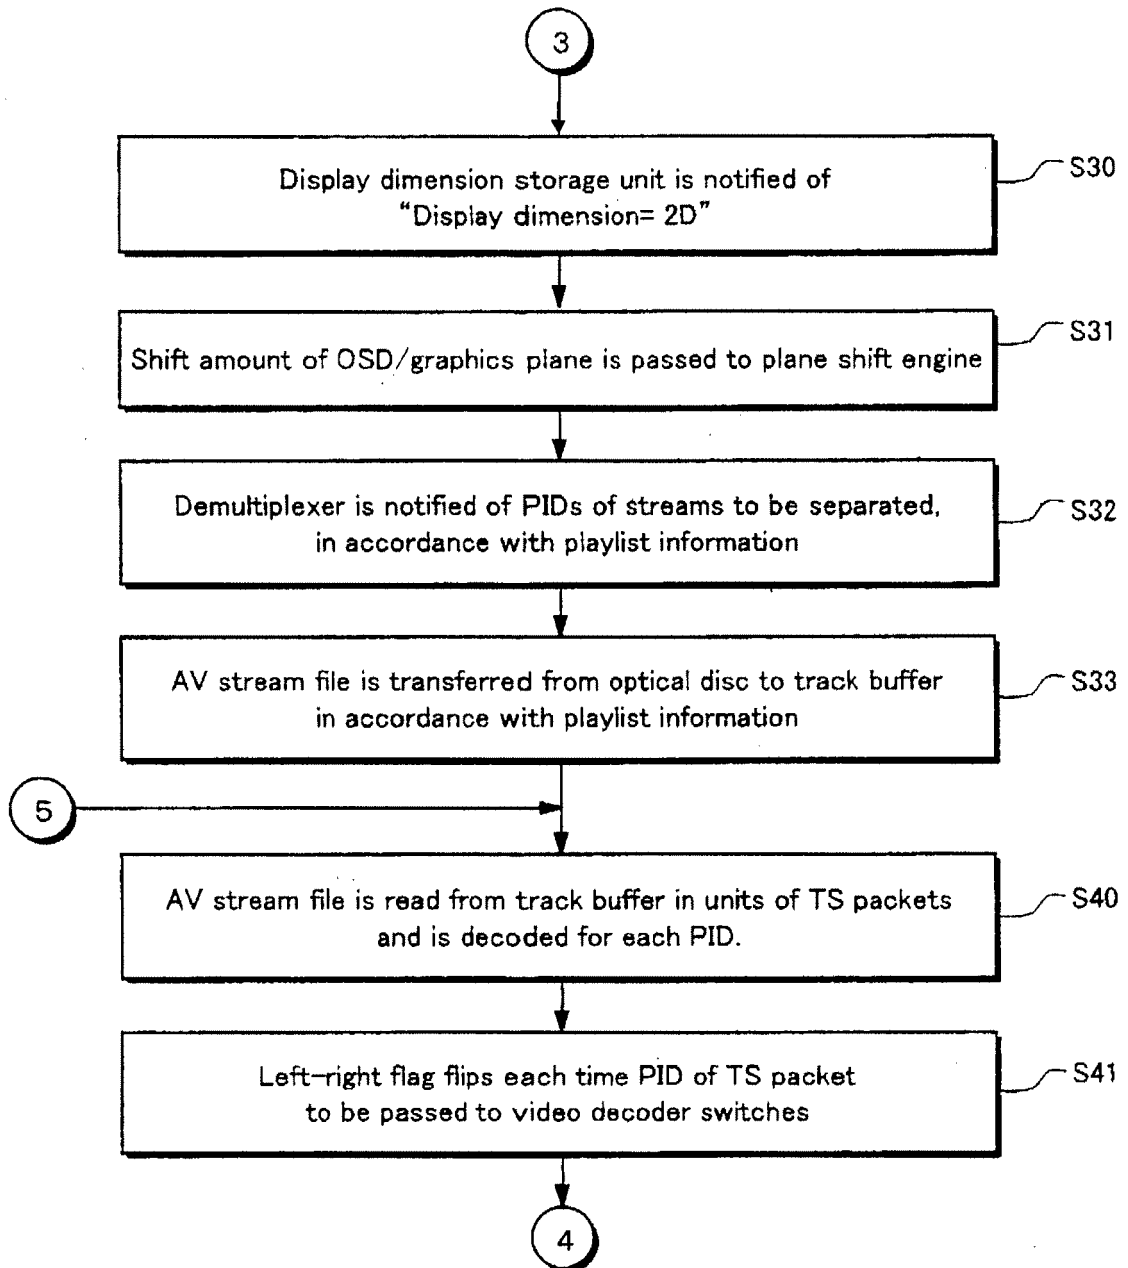 3
Display dimension storage unit is notified of
“Display dimension= 2D”
S30
Shift amount of OSD/graphics plane is passed to plane shift engine
S31
Demultiplexer is notified of PIDs of streams to be separated,
in accordance with playlist information
S32
AV stream file is transferred from optical disc to track buffer
in accordance with playlist information
S33
5
AV stream file is read from track buffer in units of TS packets
and is decoded for each PID.
S40
Left-right flag flips each time PID of TS packet
to be passed to video decoder switches
S41
4